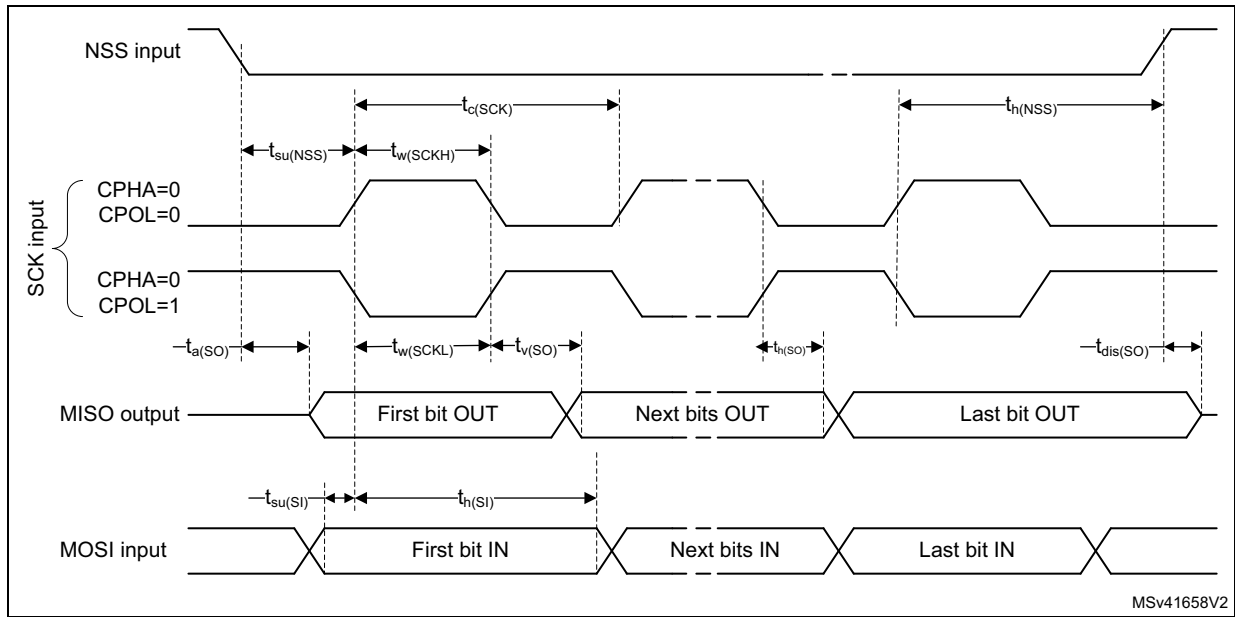 NSS input
tc(SCK)
th(NSS)
tsu(NSS)
tw(SCKH)
SCK input
CPHA=0
CPOL=0
CPHA=0
CPOL=1
ta(SO)
tw(SCKL)
tv(SO)
th(SO)
tdis(SO)
MISO output
First bit OUT
Next bits OUT
Last bit OUT
tsu(SI)
th(SI)
MOSI input
First bit IN
Next bits IN
Last bit IN
MSv41658V2